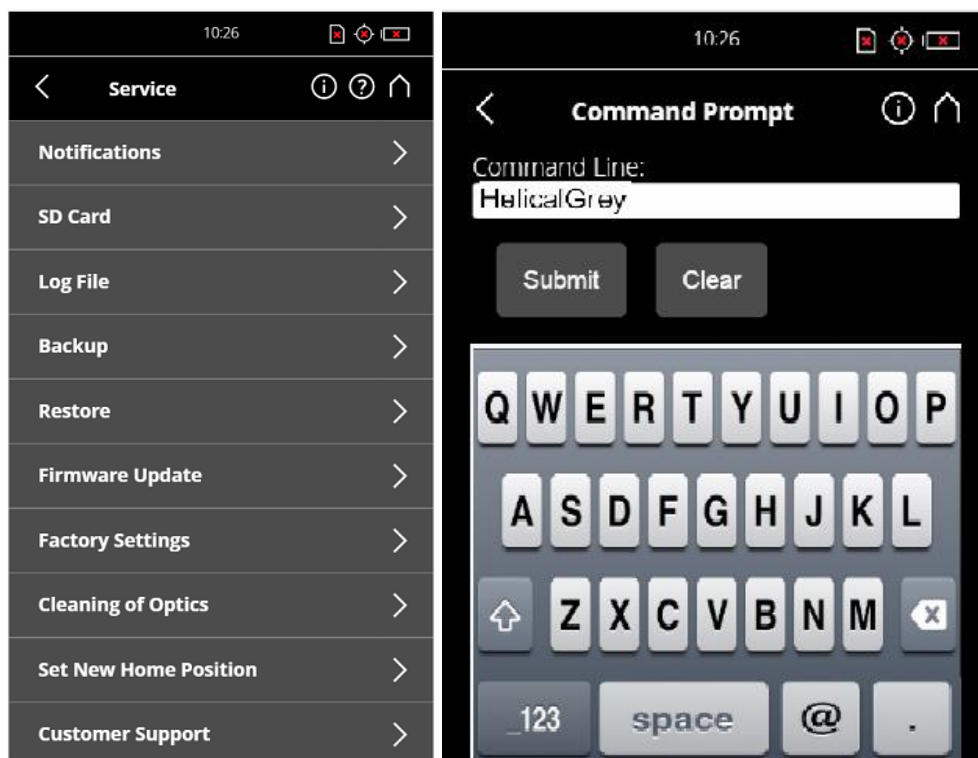 10:26
Service
Notifications
SD Card
Log File
Backup
Restore
Firmware Update
Factory Settings
Cleaning of Optics
Set New Home Position
Customer Support
10:26
Command Prompt
Command Line:
HelicalGrey
Submit Clear
Q W E R T Y U I O P
A S D F G H J K L
Z X C V B N M
_123 space @ .